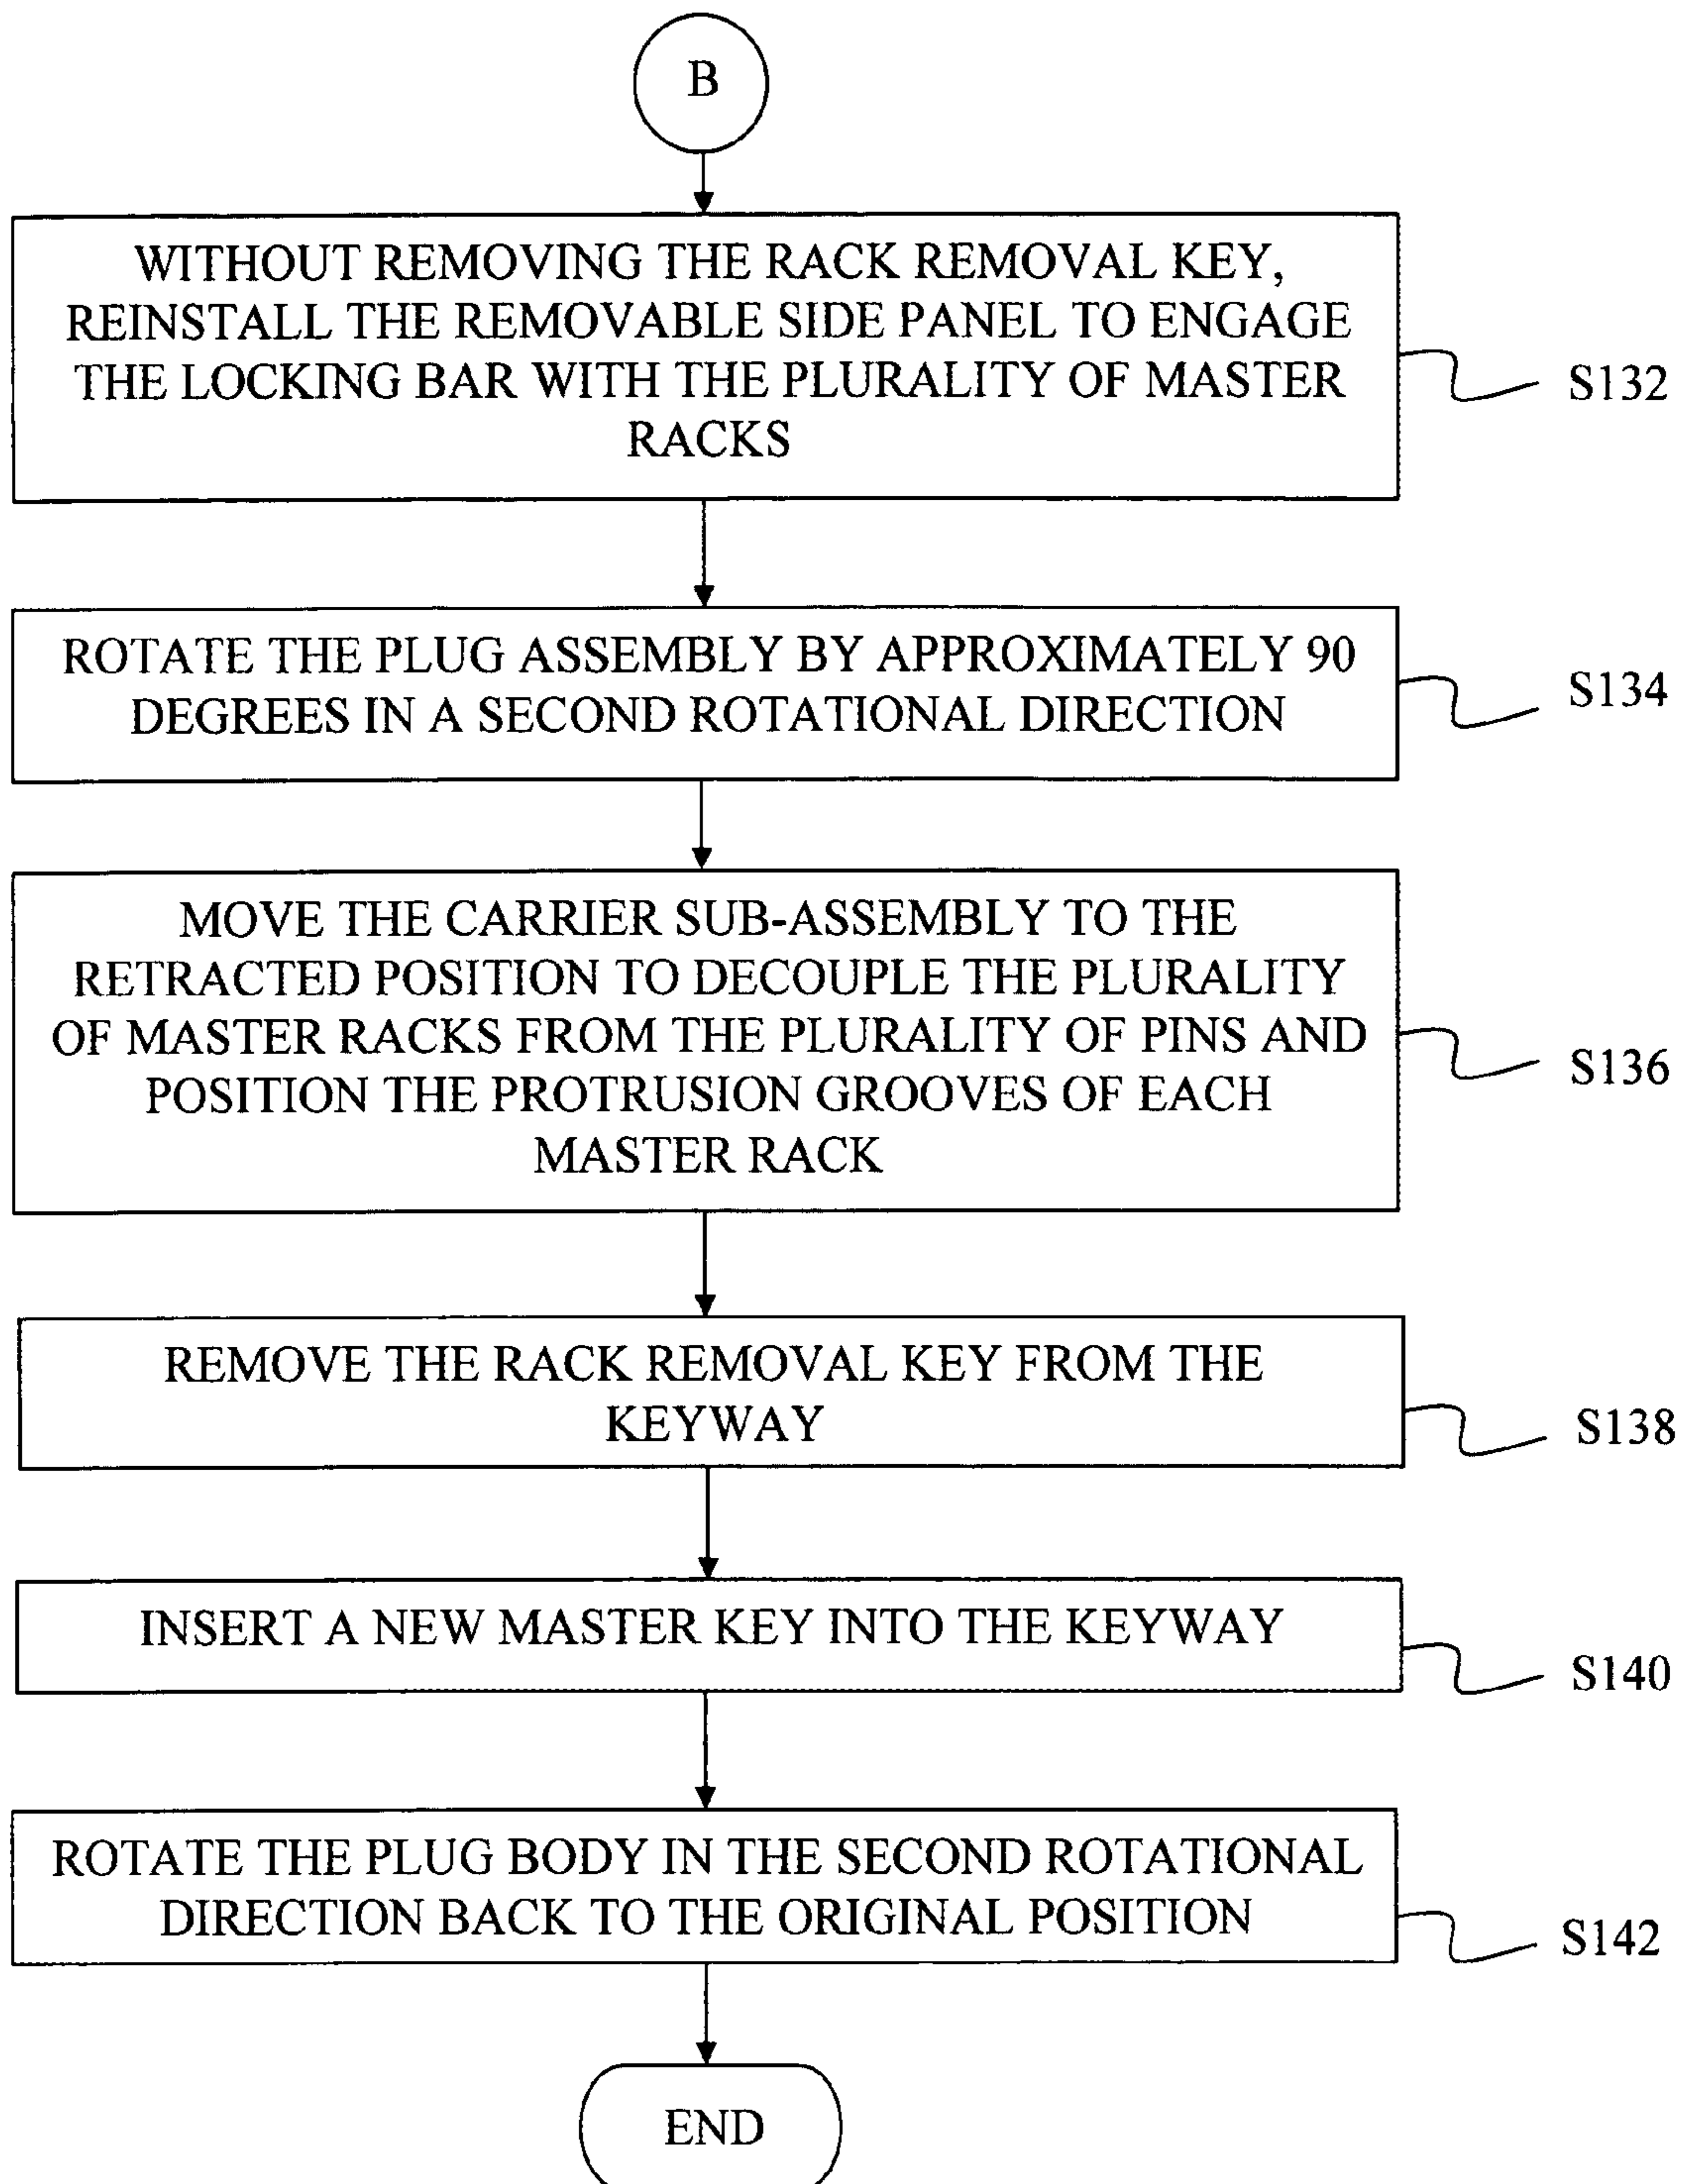 B
WITHOUT REMOVING THE RACK REMOVAL KEY,
REINSTALL THE REMOVABLE SIDE PANEL TO ENGAGE
THE LOCKING BAR WITH THE PLURALITY OF MASTER
RACKS
S132
ROTATE THE PLUG ASSEMBLY BY APPROXIMATELY 90
DEGREES IN A SECOND ROTATIONAL DIRECTION
S134
MOVE THE CARRIER SUB-ASSEMBLY TO THE
RETRACTED POSITION TO DECOUPLE THE PLURALITY
OF MASTER RACKS FROM THE PLURALITY OF PINS AND
POSITION THE PROTRUSION GROOVES OF EACH
MASTER RACK
S136
REMOVE THE RACK REMOVAL KEY FROM THE
KEYWAY
S138
INSERT A NEW MASTER KEY INTO THE KEYWAY
S140
ROTATE THE PLUG BODY IN THE SECOND ROTATIONAL
DIRECTION BACK TO THE ORIGINAL POSITION
S142
END